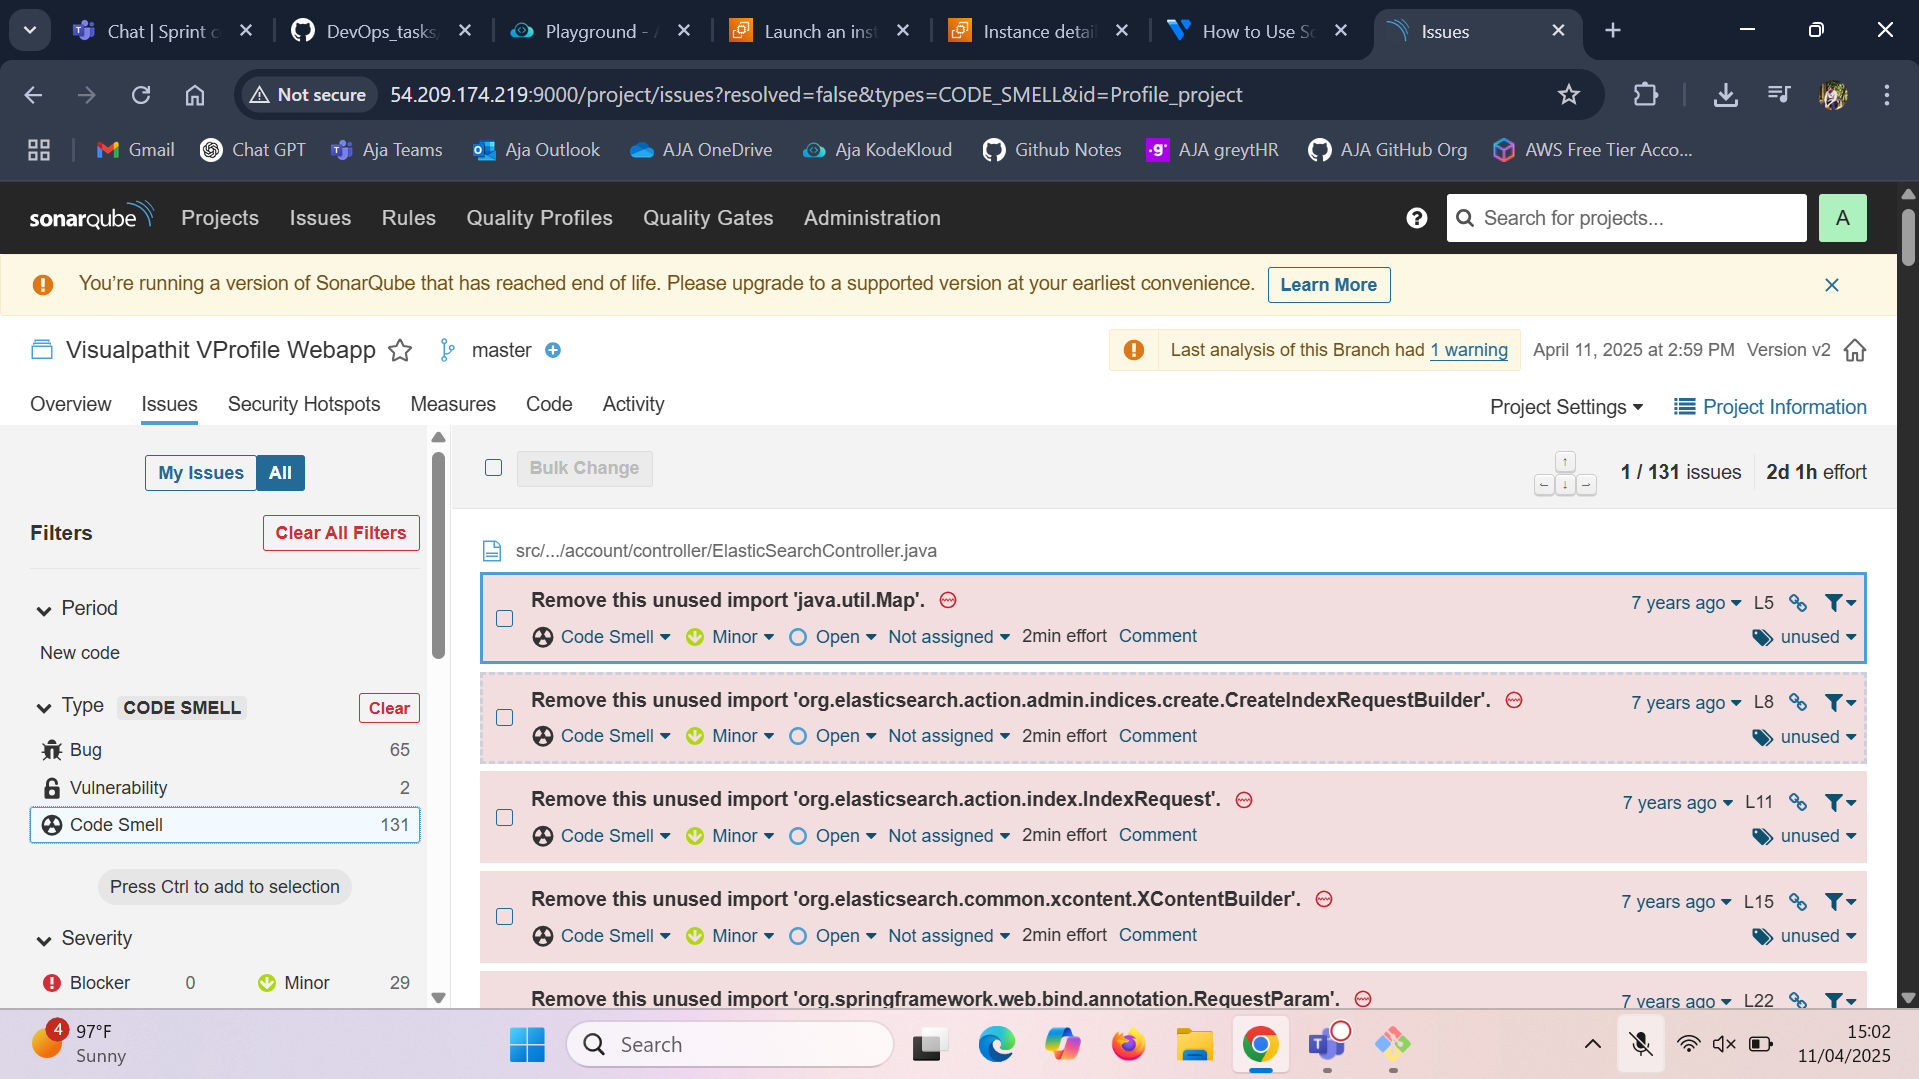 Chat | Sprint c
DevOps_tasks/
Playground - A
Launch an inst
Instance detail
How to Use So
Issues
Not secure
54.209.174.219:9000/project/issues?resolved=false&types=CODE_SMELL&id=Profile_project
Gmail
Chat GPT
Aja Teams
Aja Outlook
AJA OneDrive
Aja KodeKloud
Github Notes
.g*
AJA greytHR
AJA GitHub Org
AWS Free Tier Acco...
sonarqube
Projects
Issues
Rules
Quality Profiles
Quality Gates
Administration
Search for projects...
A
You're running a version of SonarQube that has reached end of life. Please upgrade to a supported version at your earliest convenience.
Learn More
Visualpathit VProfile Webapp
master
Last analysis of this Branch had 1 warning
April 11, 2025 at 2:59 PM Version v2
Overview
Issues
Security Hotspots
Measures
Code
Activity
Project Settings
Project Information
My Issues
All
Filters
Clear All Filters
Period
New code
Type
CODE SMELL
Clear
Bug 65
Vulnerability 2
Code Smell 131
Press Ctrl to add to selection
Severity
Blocker 0
Minor 29
Bulk Change
1 / 131 issues
2d 1h effort
src/.../account/controller/ElasticSearchController.java
Remove this unused import 'java.util.Map'.
7 years ago L5
Code Smell Minor Open Not assigned 2min effort Comment
unused
Remove this unused import 'org.elasticsearch.action.admin.indices.create.CreateIndexRequestBuilder'.
7 years ago L8
Code Smell Minor Open Not assigned 2min effort Comment
unused
Remove this unused import 'org.elasticsearch.action.index.IndexRequest'.
7 years ago L11
Code Smell Minor Open Not assigned 2min effort Comment
unused
Remove this unused import 'org.elasticsearch.common.xcontent.XContentBuilder'.
7 years ago L15
Code Smell Minor Open Not assigned 2min effort Comment
unused
Remove this unused import 'org.springframework.web.bind.annotation.RequestParam'.
7 years ago L22
4
97°F
Sunny
Search
15:02
11/04/2025